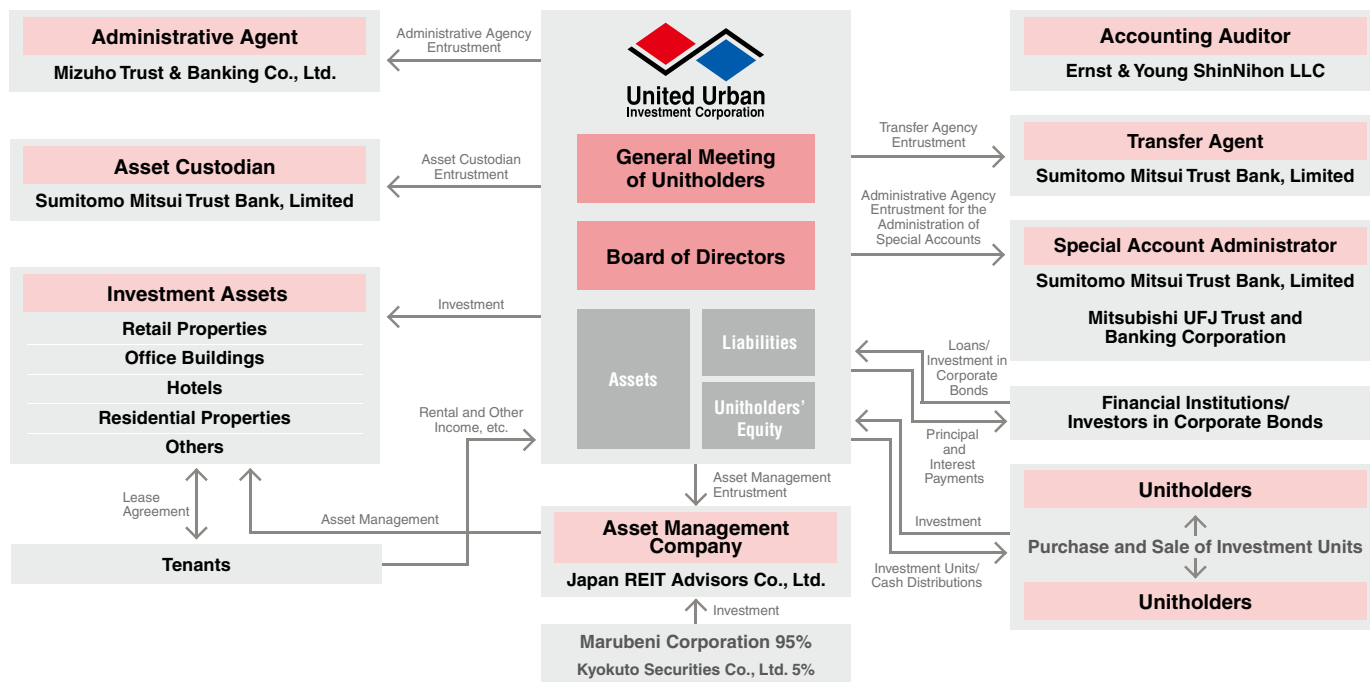 Administrative Agent
Mizuho Trust & Banking Co., Ltd.
Administrative Agency
Entrustment
Asset Custodian
Sumitomo Mitsui Trust Bank, Limited
Asset Custodian
Entrustment
Investment Assets
Retail Properties
Office Buildings
Hotels
Residential Properties
Others
Investment
Rental and Other
Income, etc.
Lease
Agreement
Asset Management
Tenants
United Urban
Investment Corporation
General Meeting
of Unitholders
Board of Directors
Assets
Liabilities
Unitholders'
Equity
Asset Management
Entrustment
Asset Management
Company
Japan REIT Advisors Co., Ltd.
Investment
Marubeni Corporation 95%
Kyokuto Securities Co., Ltd. 5%
Accounting Auditor
Ernst & Young ShinNihon LLC
Transfer Agency
Entrustment
Transfer Agent
Sumitomo Mitsui Trust Bank, Limited
Administrative Agency
Entrustment for the
Administration of
Special Accounts
Special Account Administrator
Sumitomo Mitsui Trust Bank, Limited
Mitsubishi UFJ Trust and
Banking Corporation
Loans/
Investment in
Corporate
Bonds
Financial Institutions/
Investors in Corporate Bonds
Principal
and
Interest
Payments
Investment
Investment Units/
Cash Distributions
Unitholders
Purchase and Sale of Investment Units
Unitholders